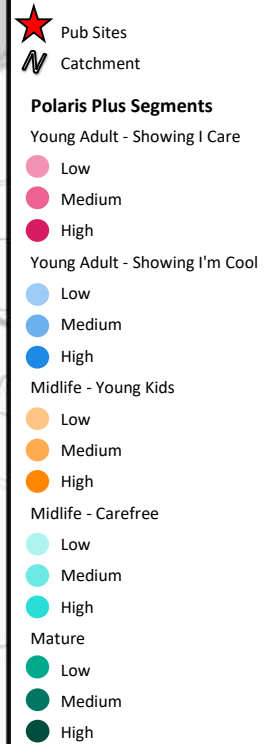 Pub Sites
Catchment
Polaris Plus Segments
Young Adult - Showing I Care
Low
Medium
High
Young Adult - Showing I'm Cool
Low
Medium
High
Midlife - Young Kids
Low
Medium
High
Midlife - Carefree
Low
Medium
High
Mature
Low
Medium
High